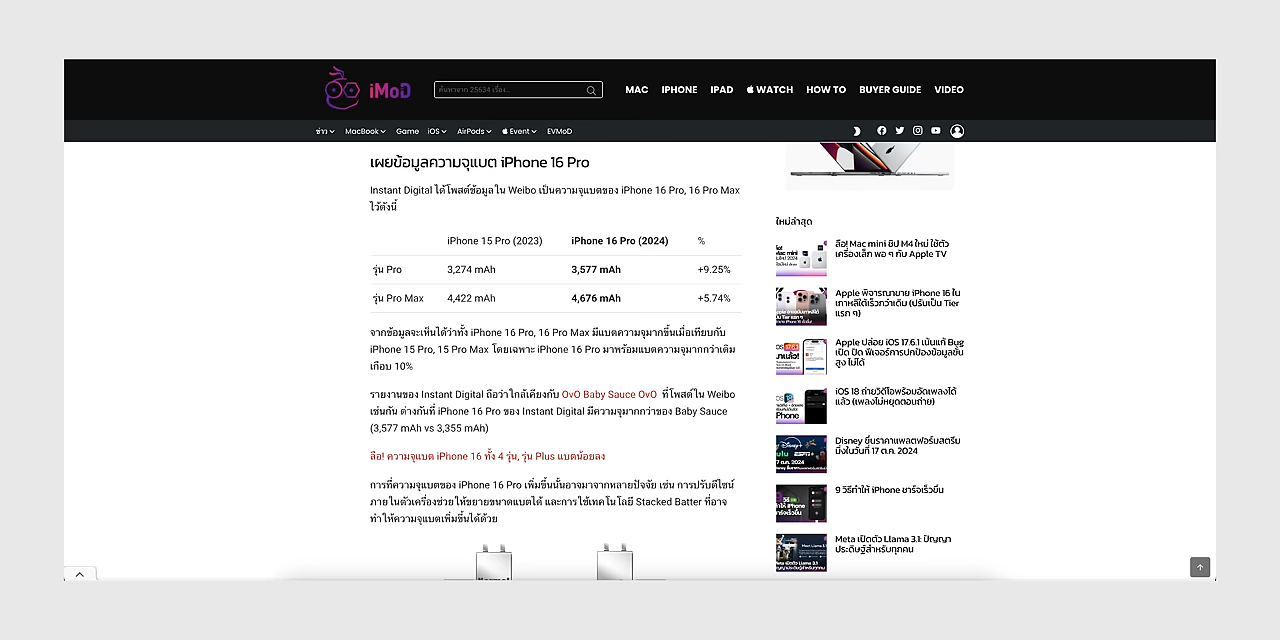 iMoD
ค้นหาจาก 25634 เรื่อง...
MAC IPHONE IPAD WATCH HOW TO BUYER GUIDE VIDEO
ข่าว MacBook Game iOS AirPods Event EVMoD
เผยข้อมูลความจุแบต iPhone 16 Pro
Instant Digital ได้โพสต์ข้อมูลใน Weibo เป็นความจุแบตของ iPhone 16 Pro, 16 Pro Max
ไว้ดังนี้
iPhone 15 Pro (2023) iPhone 16 Pro (2024) %
รุ่น Pro 3,274 mAh 3,577 mAh +9.25%
รุ่น Pro Max 4,422 mAh 4,676 mAh +5.74%
จากข้อมูลจะเห็นได้ว่าทั้ง iPhone 16 Pro, 16 Pro Max มีแบตความจุมากขึ้นเมื่อเทียบกับ
iPhone 15 Pro, 15 Pro Max โดยเฉพาะ iPhone 16 Pro มาพร้อมแบตความจุมากกว่าเดิม
เกือบ 10%
รายงานของ Instant Digital ถือว่าใกล้เคียงกับ OvO Baby Sauce OvO ที่โพสต์ใน Weibo
เช่นกัน ต่างกันที่ iPhone 16 Pro ของ Instant Digital มีความจุมากกว่าของ Baby Sauce
(3,577 mAh vs 3,355 mAh)
ลือ! ความจุแบต iPhone 16 ทั้ง 4 รุ่น, รุ่น Plus แบตน้อยลง
การที่ความจุแบตของ iPhone 16 Pro เพิ่มขึ้นนั้นอาจมาจากหลายปัจจัย เช่น การปรับดีไซน์
ภายในตัวเครื่องช่วยให้ขยายขนาดแบตได้ และการใช้เทคโนโลยี Stacked Batter ที่อาจ
ทำให้ความจุแบตเพิ่มขึ้นได้ด้วย
ใหม่ล่าสุด
ลือ! Mac mini ชิป M4 ใหม่ ใช้ตัว
เครื่องเล็ก พอ ๆ กับ Apple TV
Apple พิจารณาขาย iPhone 16 ใน
เกาหลีใต้เร็วกว่าเดิม (ปรับเป็น Tier
แรก ๆ)
Apple ปล่อย iOS 17.6.1 เน้นแก้ Bug
เปิด ปิด ฟีเจอร์การปกป้องข้อมูลขั้น
สูง ไม่ได้
iOS 18 ถ่ายวิดีโอพร้อมอัดเพลงได้
แล้ว (เพลงไม่หยุดตอนถ่าย)
Disney ขึ้นราคาแพลตฟอร์มสตรีม
มิ่งในวันที่ 17 ต.ค. 2024
9 วิธีทำให้ iPhone ชาร์จเร็วขึ้น
Meta เปิดตัว Llama 3.1: ปัญญา
ประดิษฐ์สำหรับทุกคน